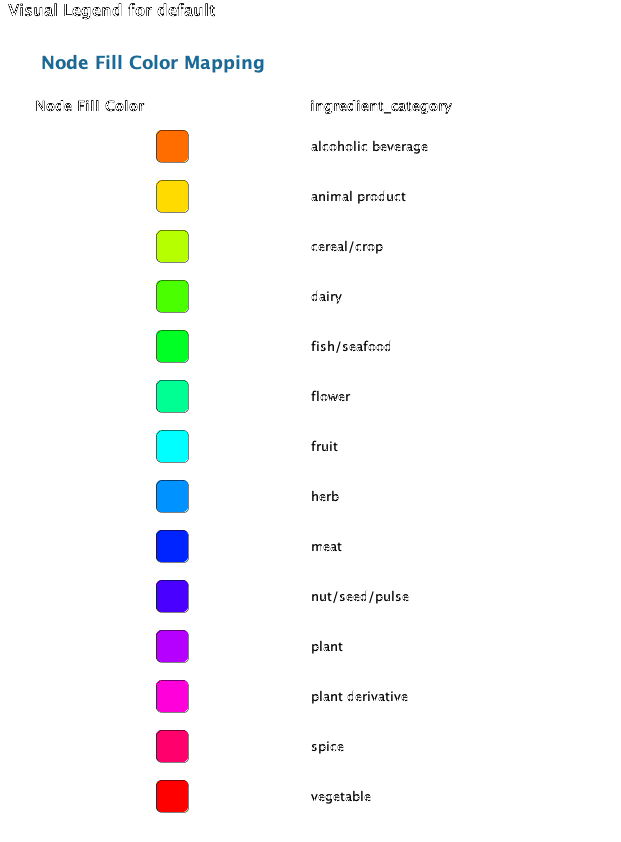 Visual Legend for default
Node Fill Color Mapping
Node Fill Color ingredient_category
alcoholic beverage
animal product
cereal/crop
dairy
fish/seafood
flower
fruit
herb
meat
nut/seed/pulse
plant
plant derivative
spice
vegetable